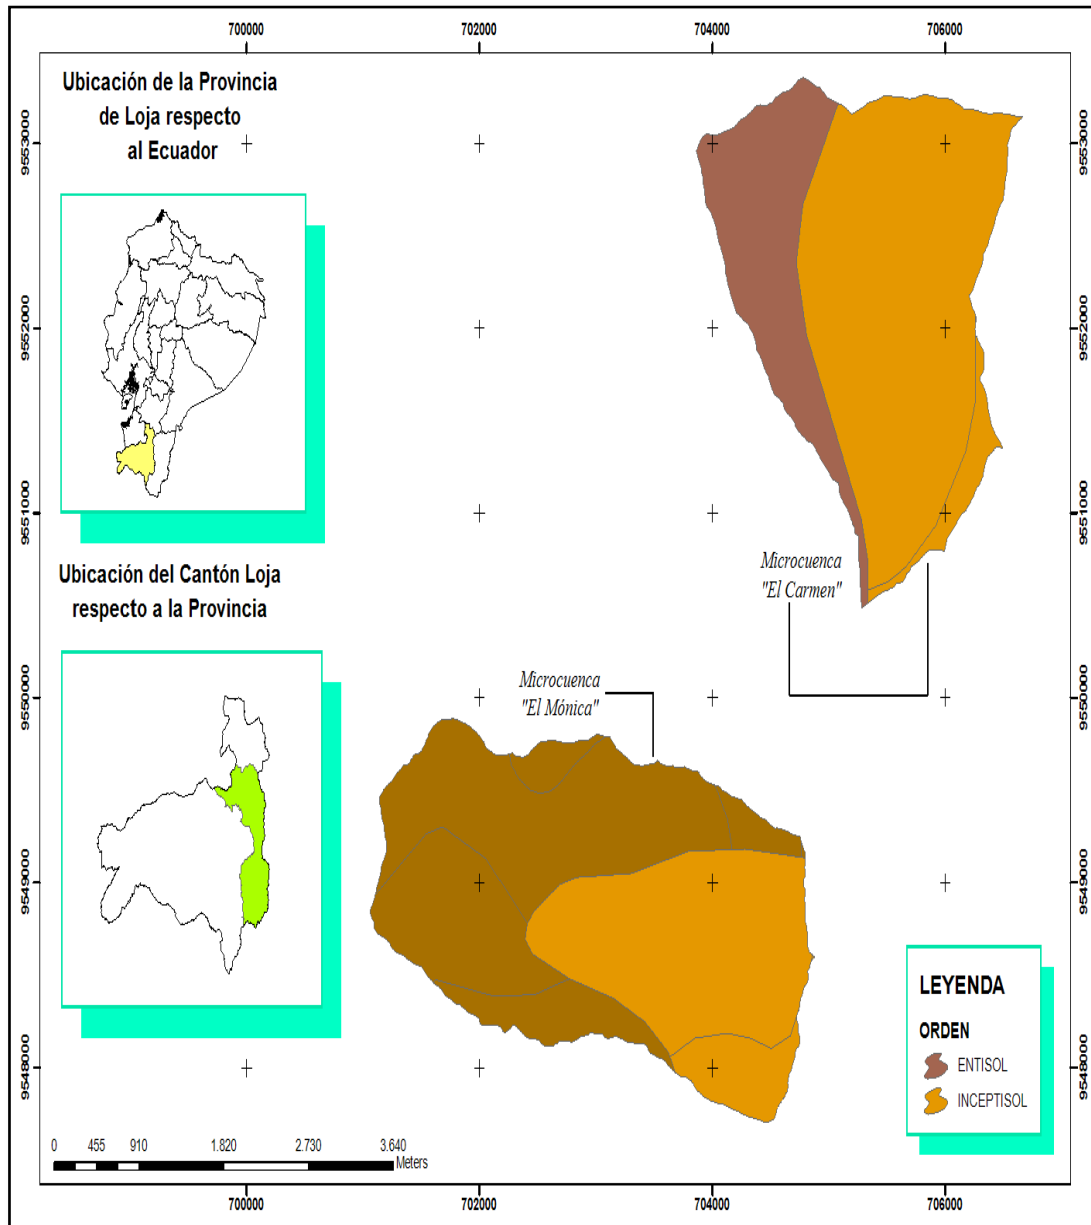 700000
702000
704000
706000
Ubicación de la Provincia
de Loja respecto
al Ecuador
9553000
9553000
9552000
9552000
9551000
9551000
Microcuenca
"El Carmen"
Ubicación del Cantón Loja
respecto a la Provincia
Microcuenca
"El Mónica"
9550000
9550000
9549000
9549000
LEYENDA
ORDEN
ENTISOL
INCEPTISOL
9548000
9548000
0 455 910 1.820 2.730 3.640
Meters
700000
702000
704000
706000